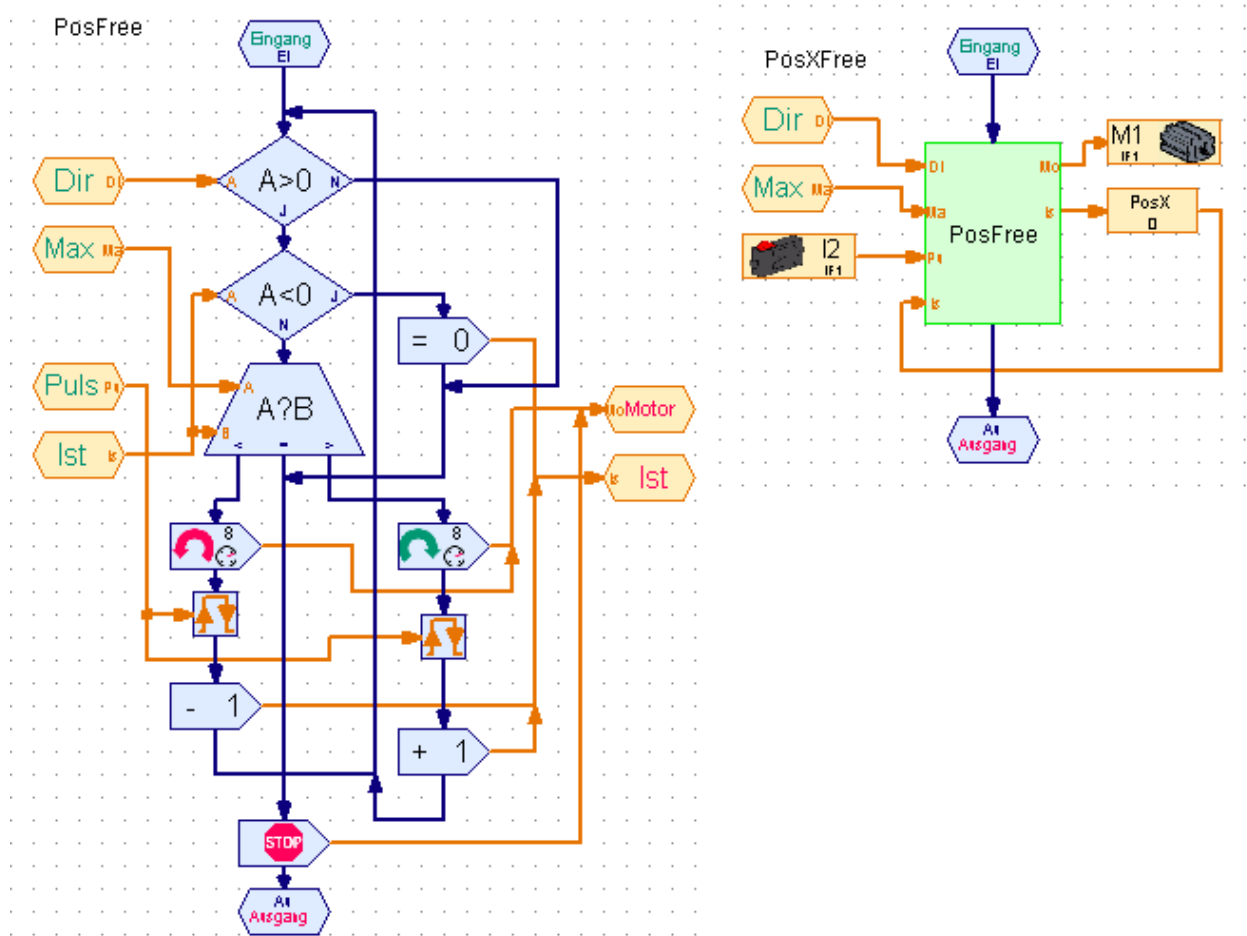 PosFree
Eingang
EI
Dir DI
A A>0 N
J
Max Ma
A A<0 J
N
= 0
Puls Pu
A
A?B
B
< = >
Ist Is
Mo Motor
Is Ist
8
8
- 1
+ 1
STOP
Au
Ausgang
PosXFree
Eingang
EI
Dir DI
M1
IF1
DI Mo
Max Ma
Ma Is
PosX
0
PosFree
I2
IF1
Pu
Is
Au
Ausgang